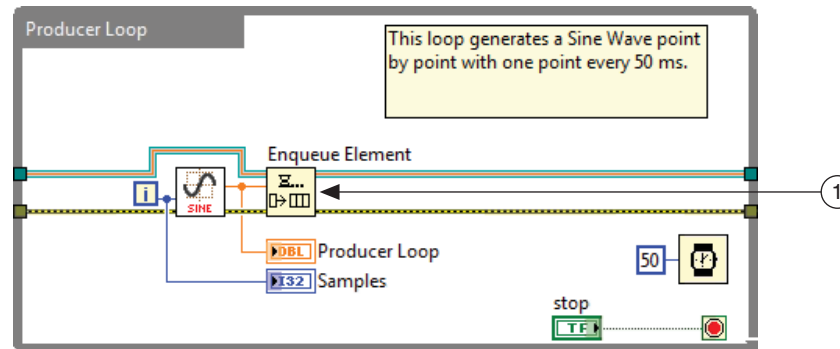 Producer Loop
This loop generates a Sine Wave point
by point with one point every 50 ms.
Enqueue Element
i
SINE
1
DBL
Producer Loop
50
I32
Samples
stop
TF